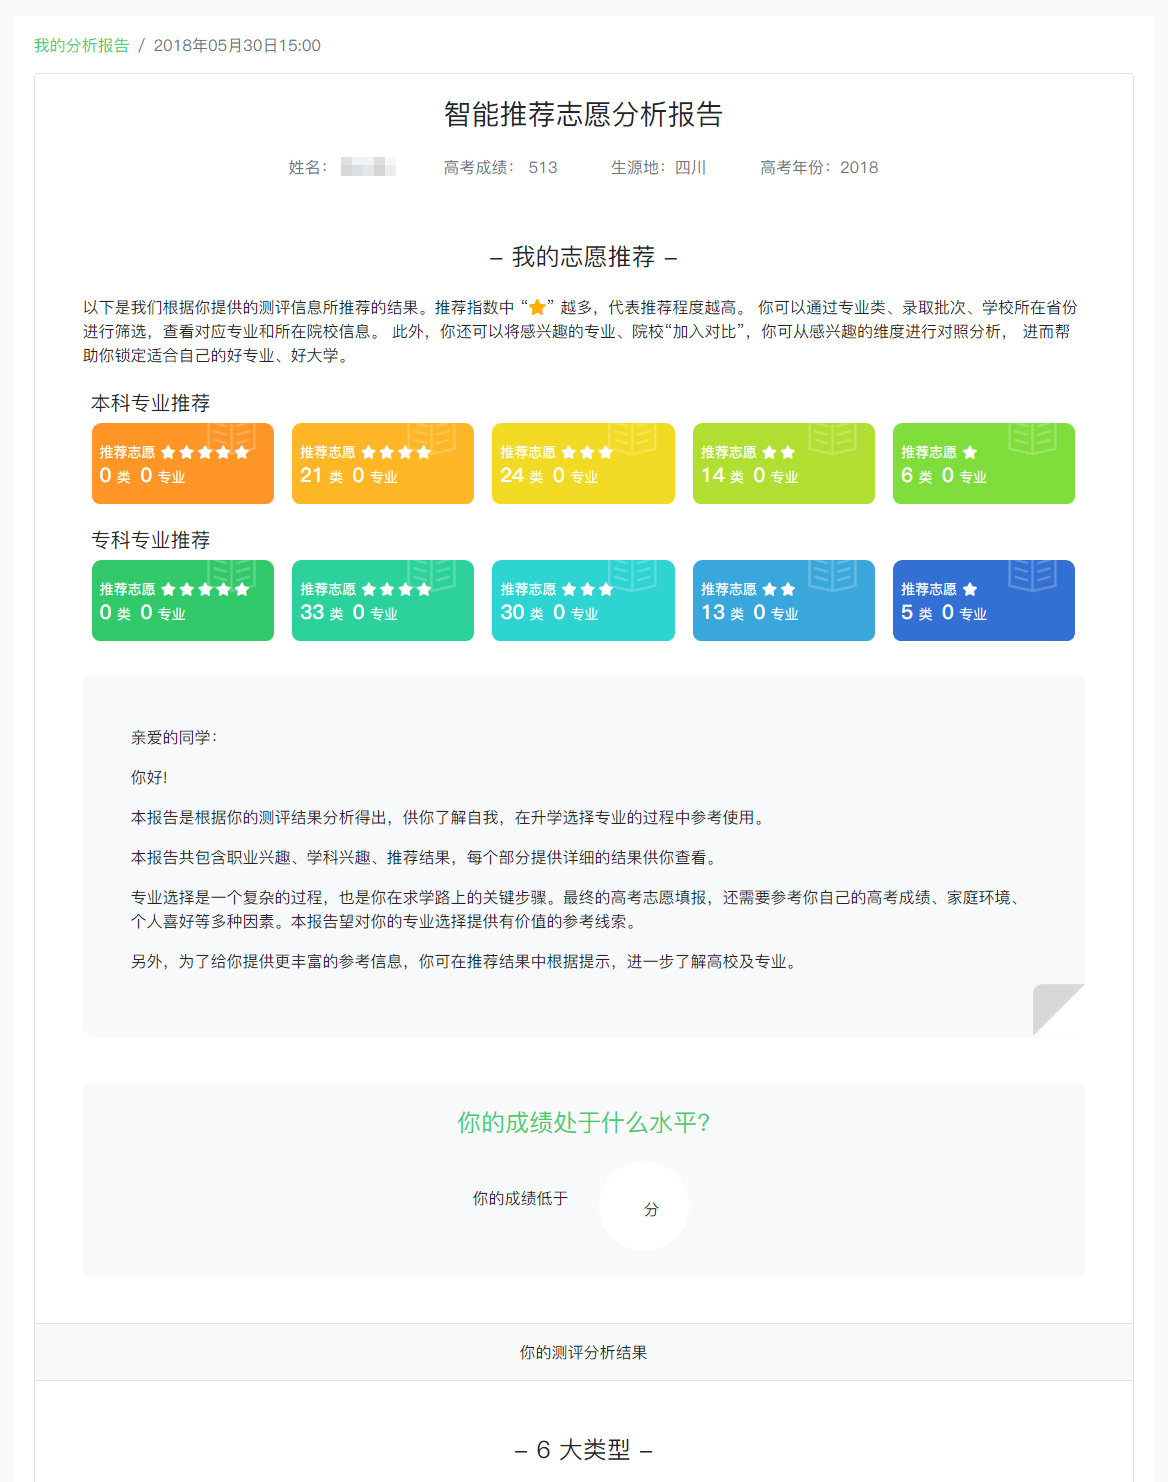 我的分析报告 / 2018年05月30日15:00
智能推荐志愿分析报告
姓名： 高考成绩： 513 生源地：四川 高考年份：2018
– 我的志愿推荐 –
以下是我们根据你提供的测评信息所推荐的结果。推荐指数中 “★” 越多，代表推荐程度越高。 你可以通过专业类、录取批次、学校所在省份
进行筛选，查看对应专业和所在院校信息。 此外，你还可以将感兴趣的专业、院校“加入对比”，你可从感兴趣的维度进行对照分析， 进而帮
助你锁定适合自己的好专业、好大学。
本科专业推荐
推荐志愿 ★★★★★ 推荐志愿 ★★★★ 推荐志愿 ★★★ 推荐志愿 ★★ 推荐志愿 ★
0 类 0 专业 21 类 0 专业 24 类 0 专业 14 类 0 专业 6 类 0 专业
专科专业推荐
推荐志愿 ★★★★★ 推荐志愿 ★★★★ 推荐志愿 ★★★ 推荐志愿 ★★ 推荐志愿 ★
0 类 0 专业 33 类 0 专业 30 类 0 专业 13 类 0 专业 5 类 0 专业
亲爱的同学：
你好！
本报告是根据你的测评结果分析得出，供你了解自我，在升学选择专业的过程中参考使用。
本报告共包含职业兴趣、学科兴趣、推荐结果，每个部分提供详细的结果供你查看。
专业选择是一个复杂的过程，也是你在求学路上的关键步骤。最终的高考志愿填报，还需要参考你自己的高考成绩、家庭环境、
个人喜好等多种因素。本报告望对你的专业选择提供有价值的参考线索。
另外，为了给你提供更丰富的参考信息，你可在推荐结果中根据提示，进一步了解高校及专业。
你的成绩处于什么水平?
你的成绩低于 分
你的测评分析结果
– 6 大类型 –